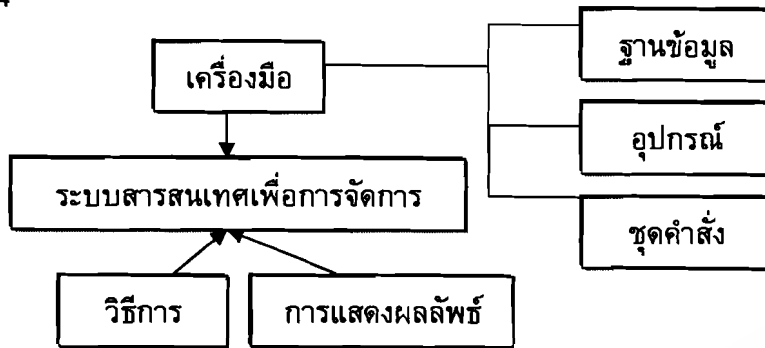 ฐานข้อมูล
เครื่องมือ
อุปกรณ์
ระบบสารสนเทศเพื่อการจัดการ
ชุดคำสั่ง
วิธีการ
การแสดงผลลัพธ์